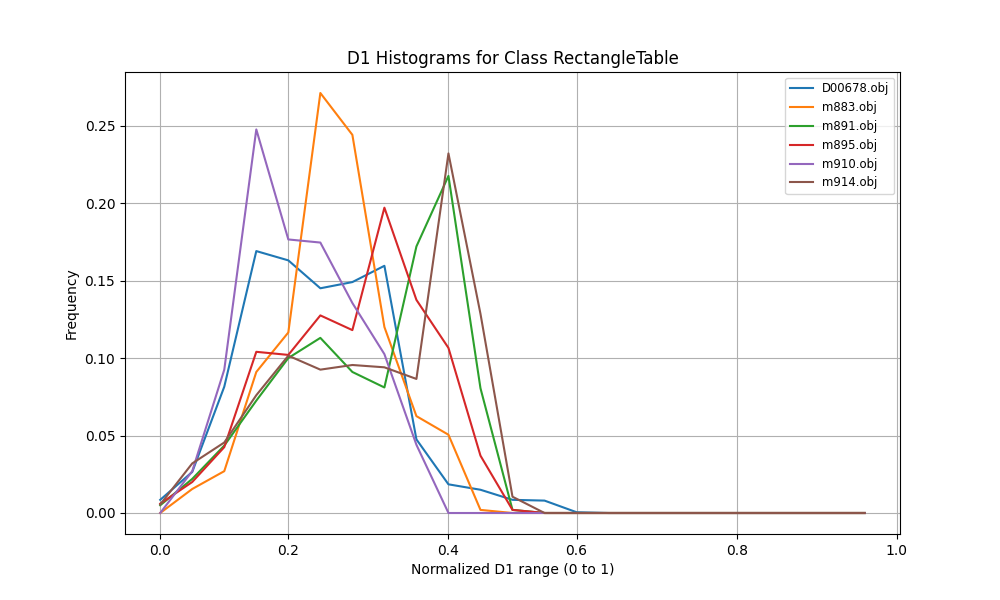 D1 Histograms for Class RectangleTable
D00678.obj
m883.obj
m891.obj
m895.obj
m910.obj
m914.obj
Frequency
0.25
0.20
0.15
0.10
0.05
0.00
0.0 0.2 0.4 0.6 0.8 1.0
Normalized D1 range (0 to 1)